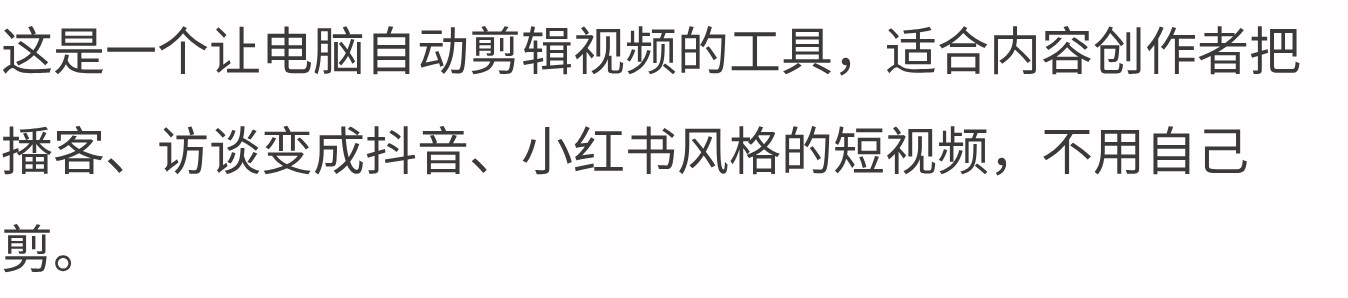 这是一个让电脑自动剪辑视频的工具，适合内容创作者把
播客、访谈变成抖音、小红书风格的短视频，不用自己
剪。